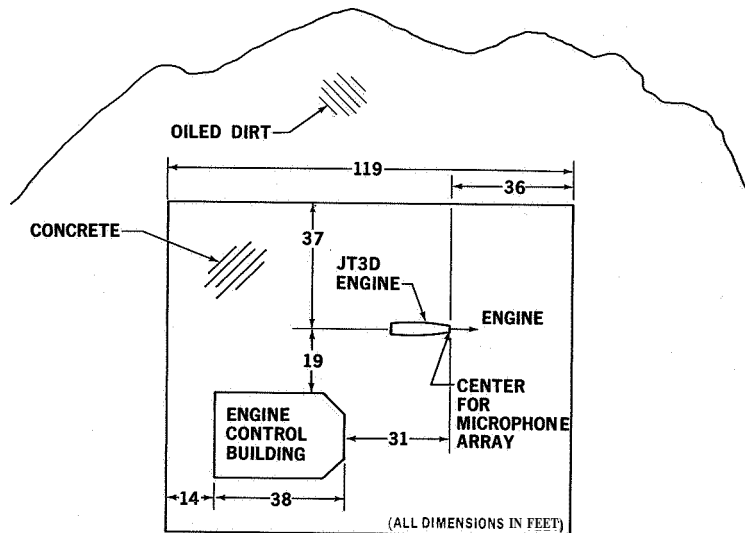 OILED DIRT
119
36
CONCRETE
37
JT3D
ENGINE
ENGINE
19
CENTER
FOR
MICROPHONE
ARRAY
ENGINE
CONTROL
BUILDING
31
14
38
(ALL DIMENSIONS IN FEET)